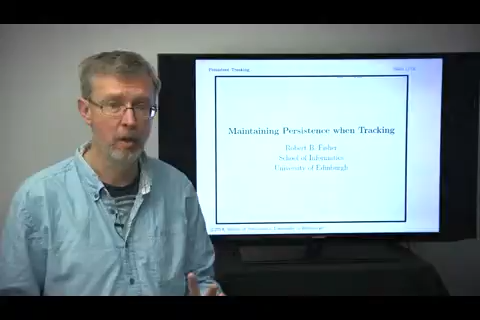 Persistent Tracking
Maintaining Persistence when Tracking
Robert B. Fisher
School of Informatics
University of Edinburgh